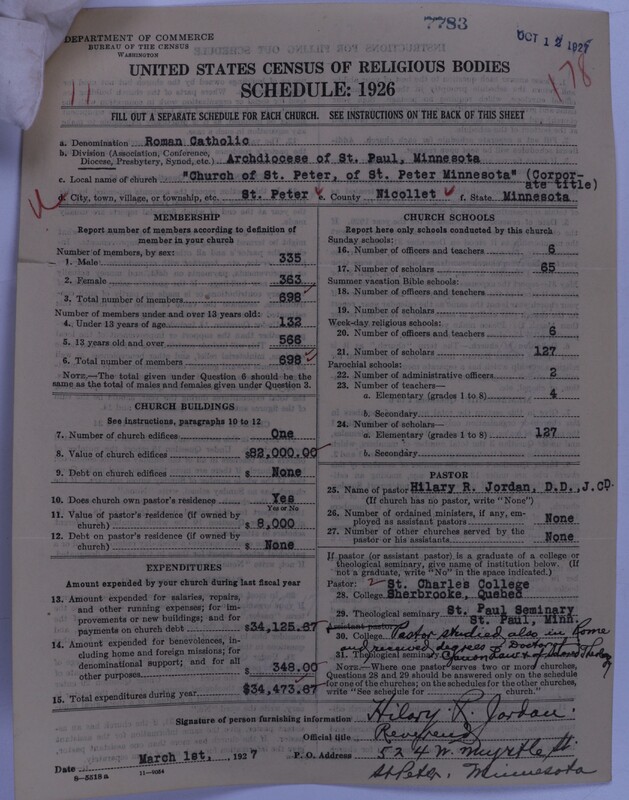 7783
OCT 12 1927
DEPARTMENT OF COMMERCE
BUREAU OF THE CENSUS
WASHINGTON
UNITED STATES CENSUS OF RELIGIOUS BODIES
SCHEDULE: 1926
11
178
FILL OUT A SEPARATE SCHEDULE FOR EACH CHURCH. SEE INSTRUCTIONS ON THE BACK OF THIS SHEET
a. Denomination Roman Catholic
b. Division (Association, Conference, Diocese, Presbytery, Synod, etc.) Archdiocese of St. Paul, Minnesota
c. Local name of church "Church of St. Peter, of St. Peter Minnesota" (Corporate title)
d. City, town, village, or township, etc. St. Peter e. County Nicollet f. State Minnesota
MEMBERSHIP
Report number of members according to definition of member in your church
Number of members, by sex:
1. Male 335
2. Female 363
3. Total number of members 698
Number of members under and over 13 years old:
4. Under 13 years of age 132
5. 13 years old and over 566
6. Total number of members 698
NOTE.—The total given under Question 6 should be the same as the total of males and females given under Question 3.
CHURCH BUILDINGS
See instructions, paragraphs 10 to 12
7. Number of church edifices One
8. Value of church edifices $82,000.00
9. Debt on church edifices $ None
10. Does church own pastor's residence Yes
Yes or No
11. Value of pastor's residence (if owned by church) $ 8,000
12. Debt on pastor's residence (if owned by church) $ None
EXPENDITURES
Amount expended by your church during last fiscal year
13. Amount expended for salaries, repairs, and other running expenses; for improvements or new buildings; and for payments on church debt $34,125.67
14. Amount expended for benevolences, including home and foreign missions; for denominational support; and for all other purposes. $ 348.00
15. Total expenditures during year $34,473.67
CHURCH SCHOOLS
Report here only schools conducted by this church
Sunday schools:
16. Number of officers and teachers 6
17. Number of scholars 65
Summer vacation Bible schools:
18. Number of officers and teachers
19. Number of scholars
Week-day religious schools:
20. Number of officers and teachers 6
21. Number of scholars 127
Parochial schools:
22. Number of administrative officers 2
23. Number of teachers—
a. Elementary (grades 1 to 8) 4
b. Secondary
24. Number of scholars—
a. Elementary (grades 1 to 8) 127
b. Secondary
PASTOR
25. Name of pastor Hilary R. Jordan, D.D., J.CD.
(If church has no pastor, write "None")
26. Number of ordained ministers, if any, employed as assistant pastors None
27. Number of other churches served by the pastor or his assistants None
If pastor (or assistant pastor) is a graduate of a college or theological seminary, give name of institution below. (If not a graduate, write "No" in the space indicated.)
Pastor: St. Charles College
28. College Sherbrooke, Quebec
29. Theological seminary St. Paul Seminary
St. Paul, Minn.
Assistant pastor:
30. College Pastor studied also in Rome
and received degrees of Doctor of
31. Theological seminary Canon Law & of
NOTE.—Where one pastor serves two or more churches, Questions 28 and 29 should be answered only on the schedule for one of the churches; on the schedules for the other churches, write "See schedule for church."
Signature of person furnishing information Hilary R. Jordan
Official title Reverend
Date March 1st, 1927 P. O. Address 524 W. Myrtle St.
St Peter, Minnesota
8-5518a 11-9064